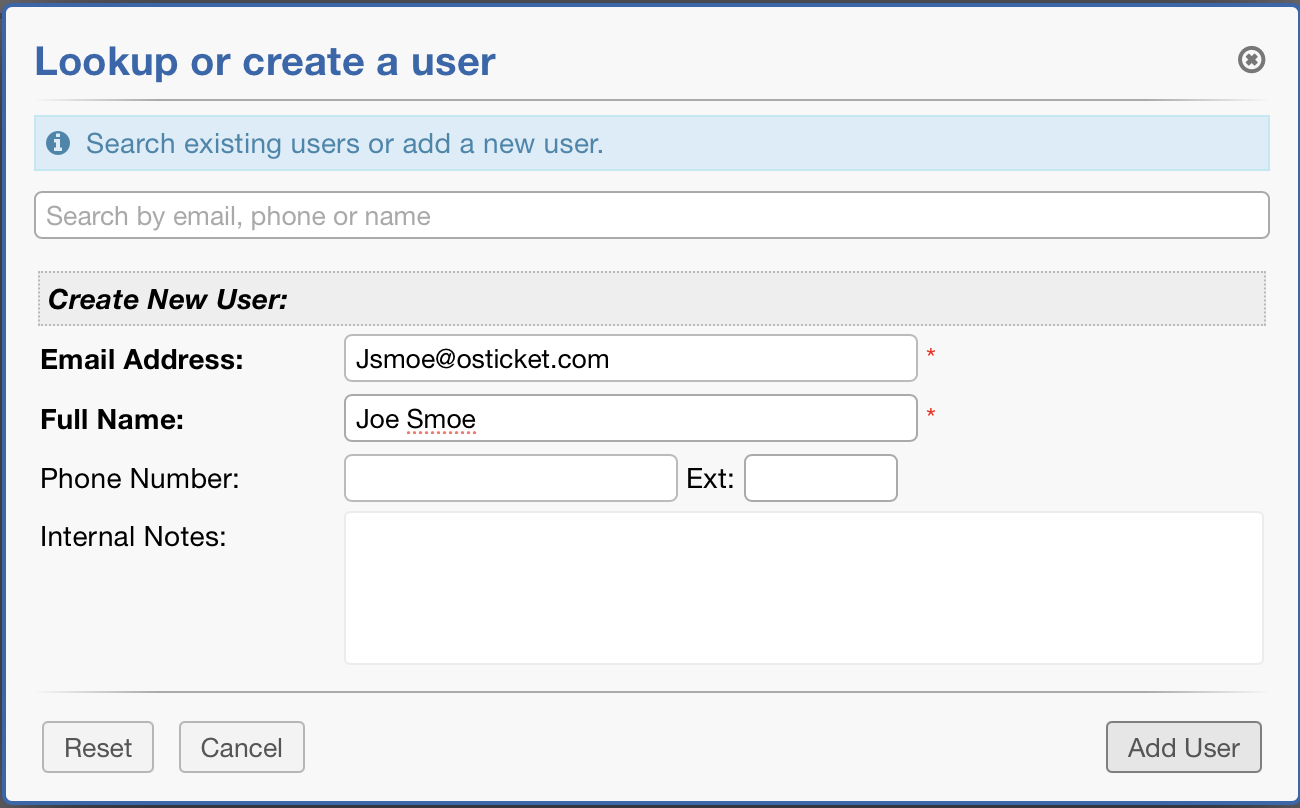 Lookup or create a user
Search existing users or add a new user.
Search by email, phone or name
Create New User:
Email Address: Jsmoe@osticket.com *
Full Name: Joe Smoe *
Phone Number: Ext:
Internal Notes:
Reset Cancel Add User